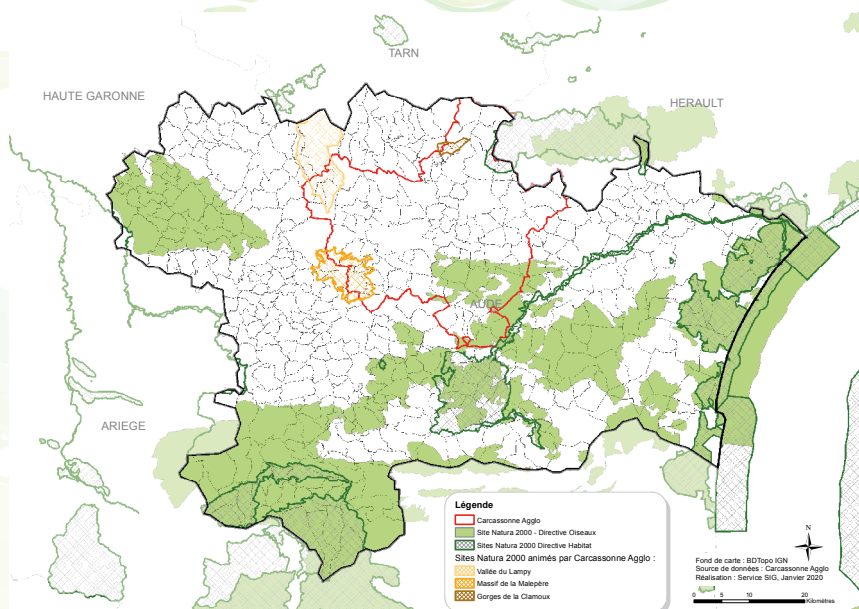 TARN
HAUTE GARONNE
HERAULT
AUDE
ARIEGE
Légende
Carcassonne Agglo
Site Natura 2000 - Directive Oiseaux
Sites Natura 2000 Directive Habitat
Sites Natura 2000 animés par Carcassonne Agglo :
Vallée du Lampy
Massif de la Malepère
Gorges de la Clamoux
N
Fond de carte : BDTopo IGN
Source de données : Carcassonne Agglo
Réalisation : Service SIG, Janvier 2020
0 5 10 20
Kilomètres